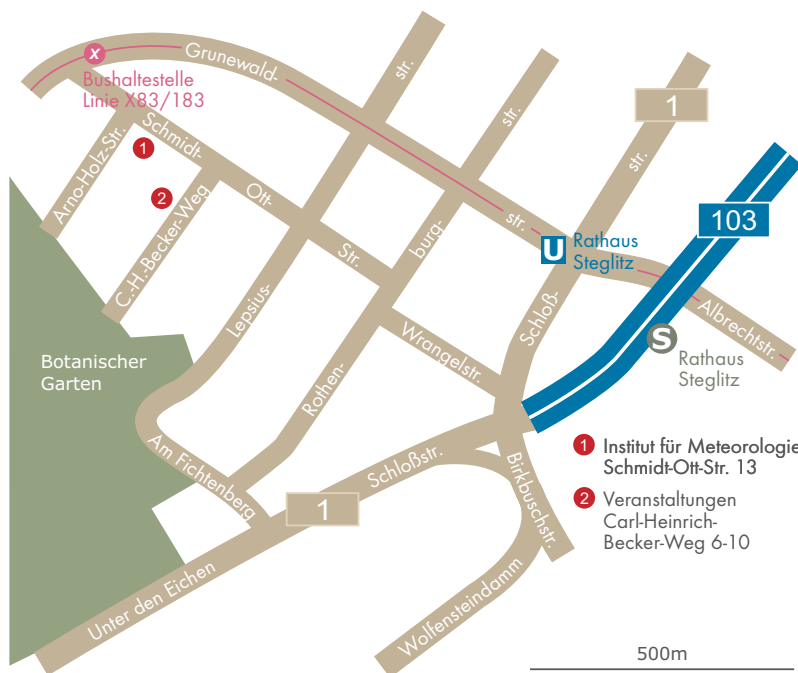 X
Bushaltestelle
Linie X83/183
Grunewald-
str.
str.
str.
str.
1
103
1
Arno-Holz-Str.
Schmidt-
Ott-
Str.
2
C.-H.-Becker-Weg
Lepsius-
burg-
Rothen-
U
Rathaus
Steglitz
Schloß-
Albrechtstr.
S
Rathaus
Steglitz
Wrangelstr.
Botanischer
Garten
Am Fichtenberg
Schloßstr.
1
Birkbuschstr.
1 Institut für Meteorologie
Schmidt-Ott-Str. 13
2 Veranstaltungen
Carl-Heinrich-
Becker-Weg 6-10
Unter den Eichen
Wolfensteindamm
500m